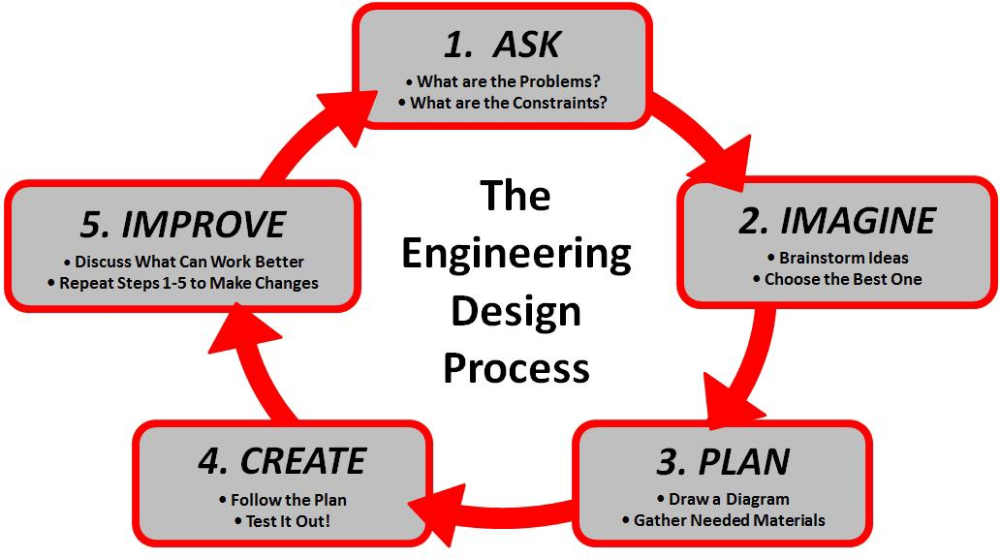 1. ASK
• What are the Problems?
• What are the Constraints?
The
Engineering
Design
Process
2. IMAGINE
• Brainstorm Ideas
• Choose the Best One
3. PLAN
• Draw a Diagram
• Gather Needed Materials
4. CREATE
• Follow the Plan
• Test It Out!
5. IMPROVE
• Discuss What Can Work Better
• Repeat Steps 1-5 to Make Changes